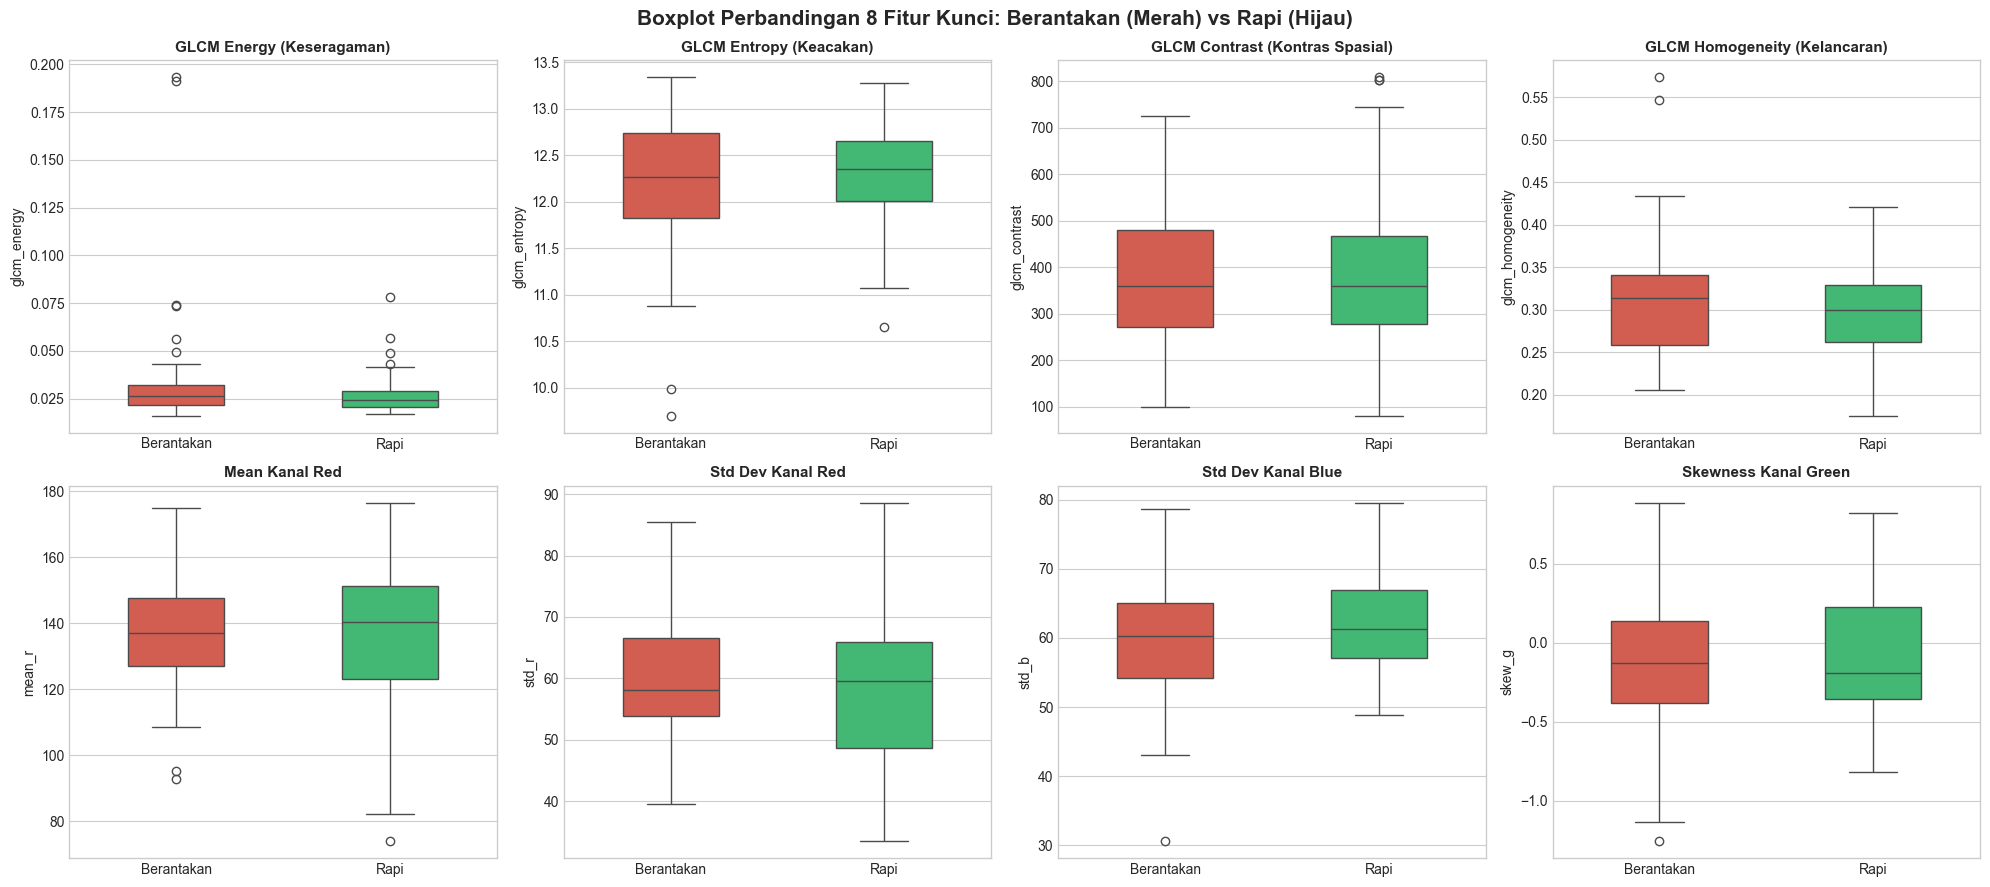 Boxplot Perbandingan 8 Fitur Kunci: Berantakan (Merah) vs Rapi (Hijau)
GLCM Energy (Keseragaman)
glcm_energy
0.200
0.175
0.150
0.125
0.100
0.075
0.050
0.025
Berantakan
Rapi
GLCM Entropy (Keacakan)
glcm_entropy
13.5
13.0
12.5
12.0
11.5
11.0
10.5
10.0
Berantakan
Rapi
GLCM Contrast (Kontras Spasial)
glcm_contrast
800
700
600
500
400
300
200
100
Berantakan
Rapi
GLCM Homogeneity (Kelancaran)
glcm_homogeneity
0.55
0.50
0.45
0.40
0.35
0.30
0.25
0.20
Berantakan
Rapi
Mean Kanal Red
mean_r
180
160
140
120
100
80
Berantakan
Rapi
Std Dev Kanal Red
std_r
90
80
70
60
50
40
Berantakan
Rapi
Std Dev Kanal Blue
std_b
80
70
60
50
40
30
Berantakan
Rapi
Skewness Kanal Green
skew_g
0.5
0.0
−0.5
−1.0
Berantakan
Rapi